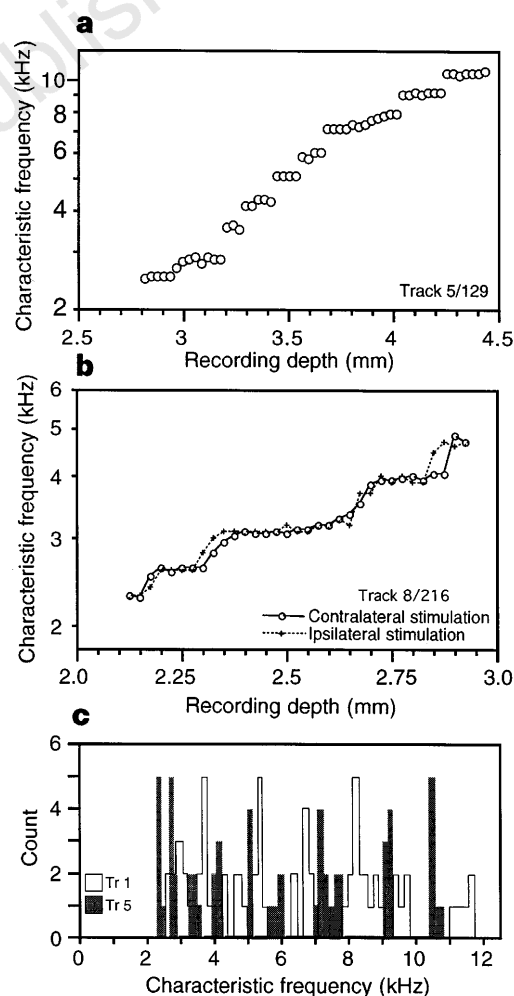 a
Characteristic frequency (kHz)
10
8
6
4
2
Track 5/129
2.5 3 3.5 4 4.5
Recording depth (mm)
b
Characteristic frequency (kHz)
6
5
4
3
2
Track 8/216
Contralateral stimulation
Ipsilateral stimulation
2.0 2.25 2.5 2.75 3.0
Recording depth (mm)
c
Count
6
4
2
0
Tr 1
Tr 5
0 2 4 6 8 10 12
Characteristic frequency (kHz)